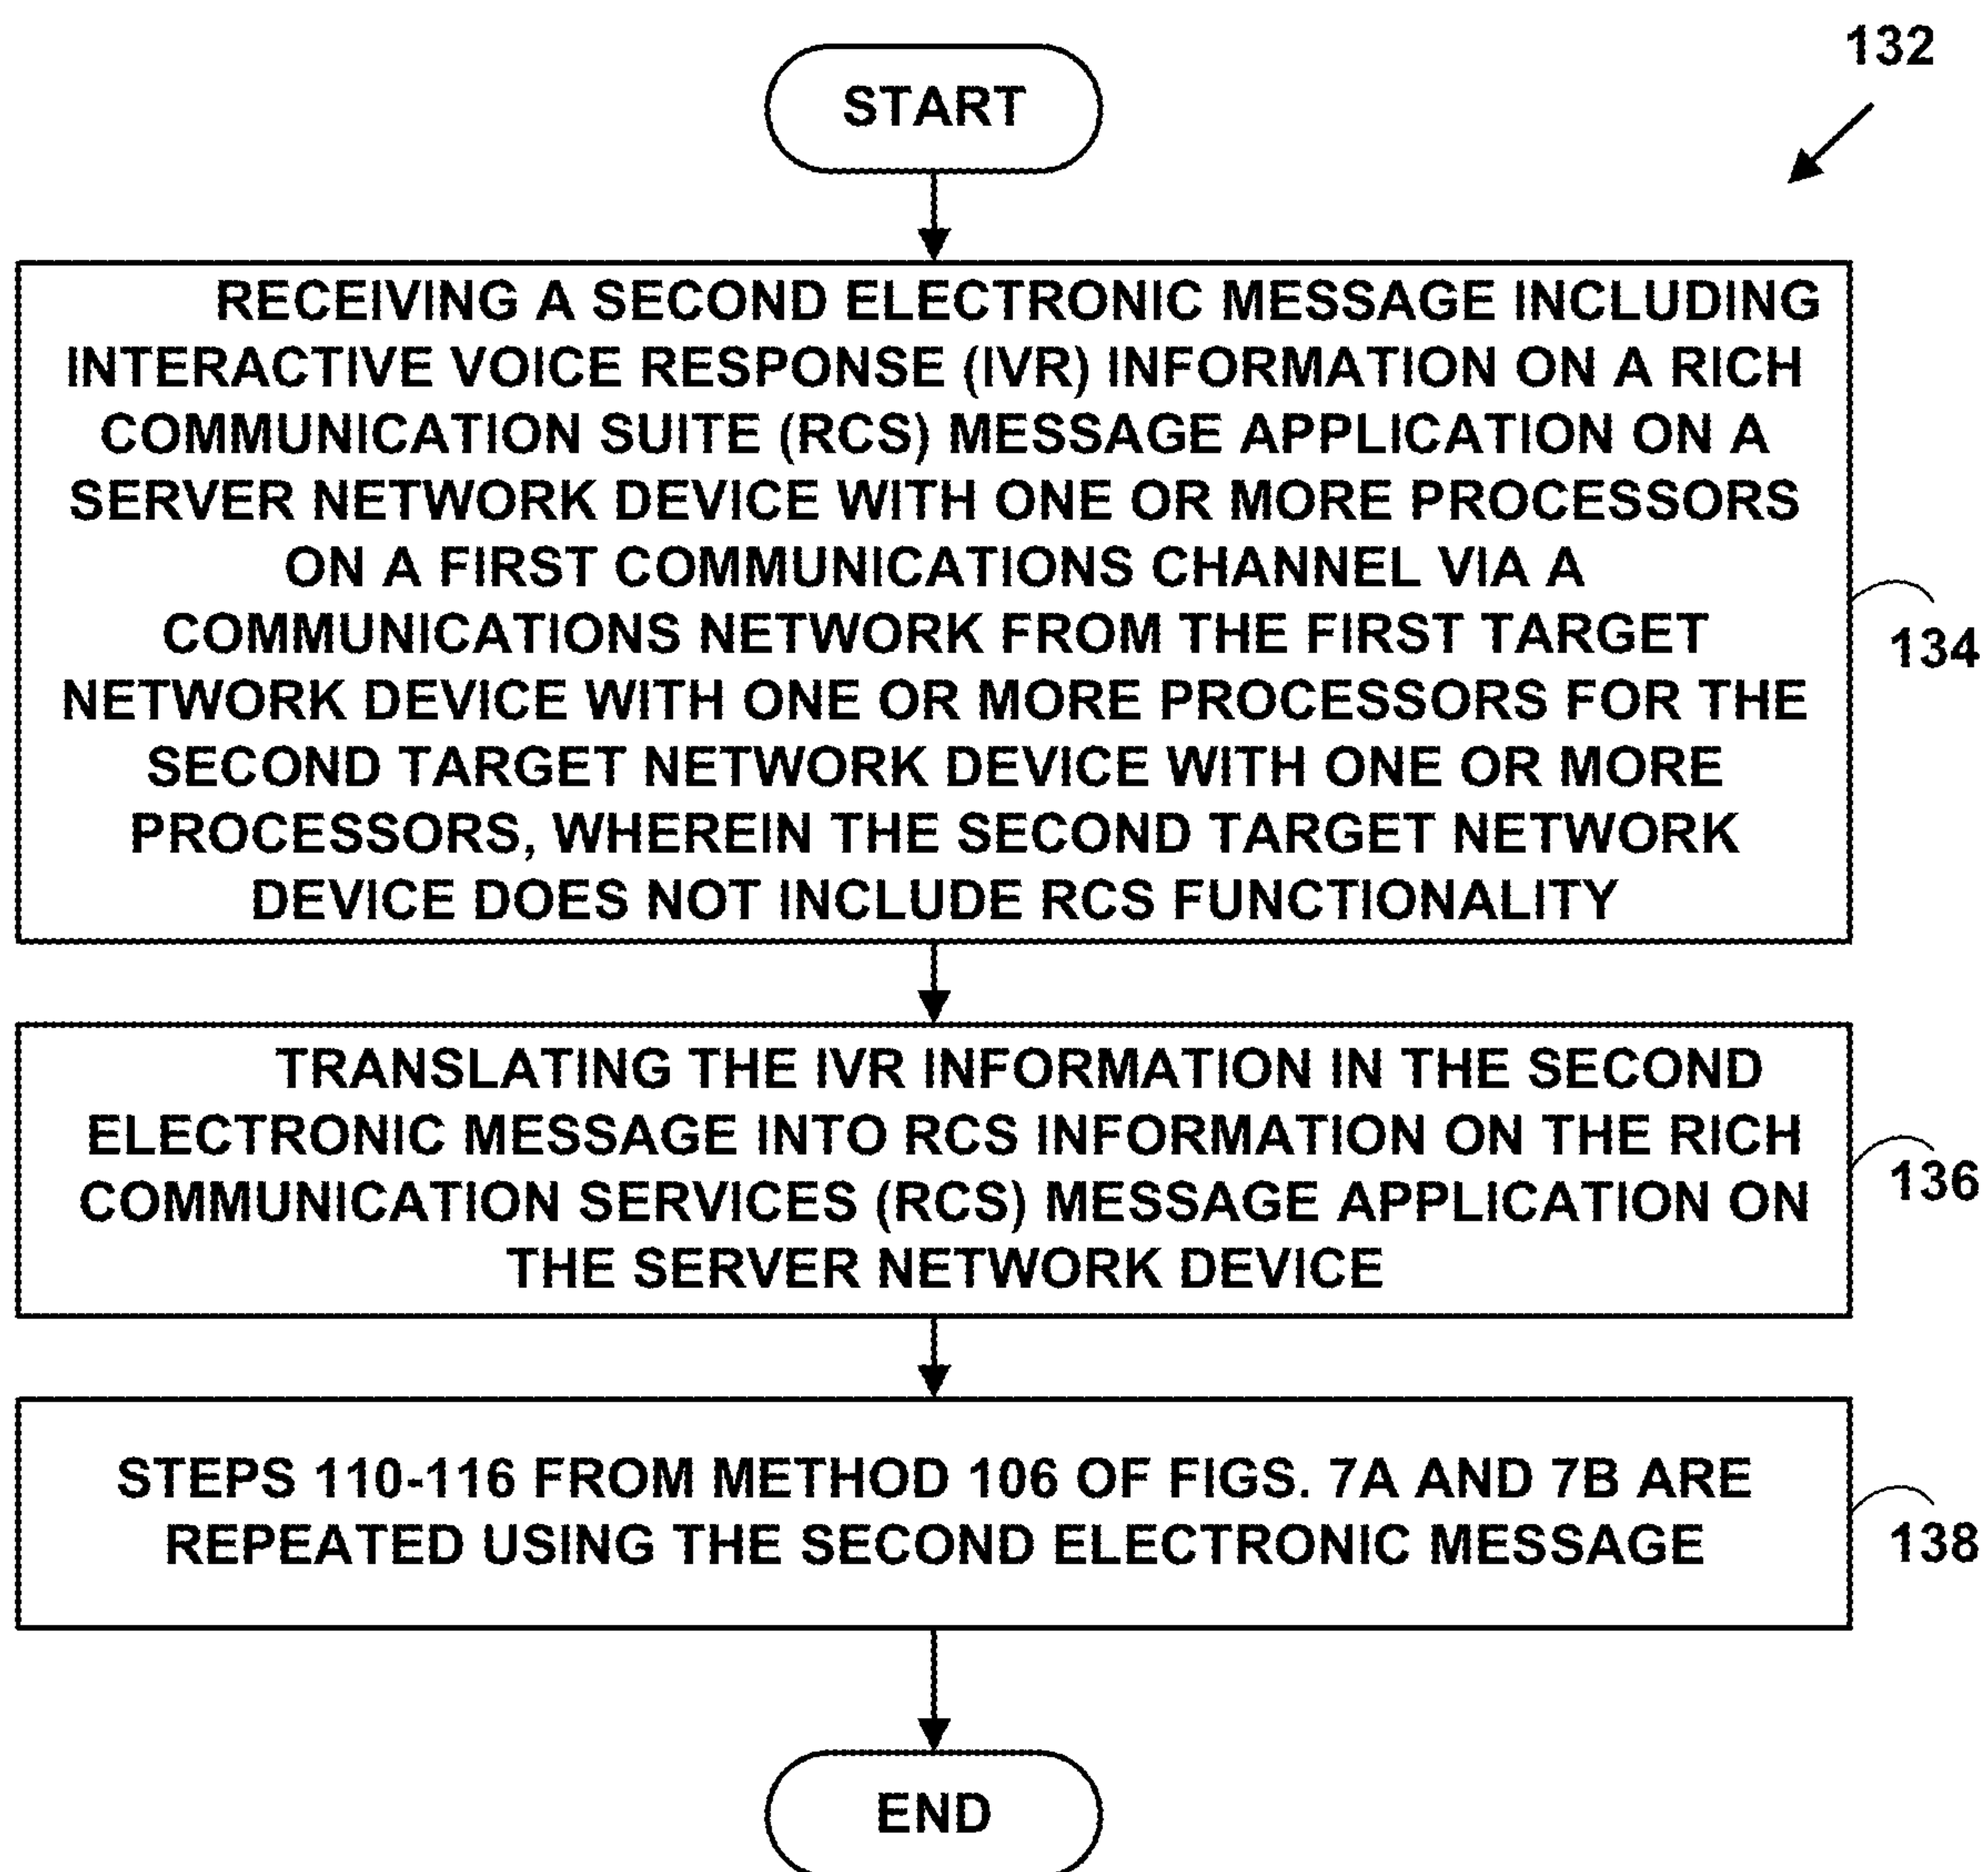 132
START
RECEIVING A SECOND ELECTRONIC MESSAGE INCLUDING
INTERACTIVE VOICE RESPONSE (IVR) INFORMATION ON A RICH
COMMUNICATION SUITE (RCS) MESSAGE APPLICATION ON A
SERVER NETWORK DEVICE WITH ONE OR MORE PROCESSORS
ON A FIRST COMMUNICATIONS CHANNEL VIA A
COMMUNICATIONS NETWORK FROM THE FIRST TARGET
NETWORK DEVICE WITH ONE OR MORE PROCESSORS FOR THE
SECOND TARGET NETWORK DEVICE WITH ONE OR MORE
PROCESSORS, WHEREIN THE SECOND TARGET NETWORK
DEVICE DOES NOT INCLUDE RCS FUNCTIONALITY
134
TRANSLATING THE IVR INFORMATION IN THE SECOND
ELECTRONIC MESSAGE INTO RCS INFORMATION ON THE RICH
COMMUNICATION SERVICES (RCS) MESSAGE APPLICATION ON
THE SERVER NETWORK DEVICE
136
STEPS 110-116 FROM METHOD 106 OF FIGS. 7A AND 7B ARE
REPEATED USING THE SECOND ELECTRONIC MESSAGE
138
END